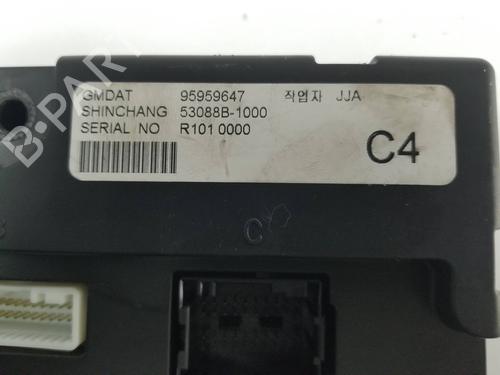 B-PARTS
GMDAT 95959647 작업자 JJA
SHINCHANG 53088B-1000
SERIAL NO R101 0000
C4
C